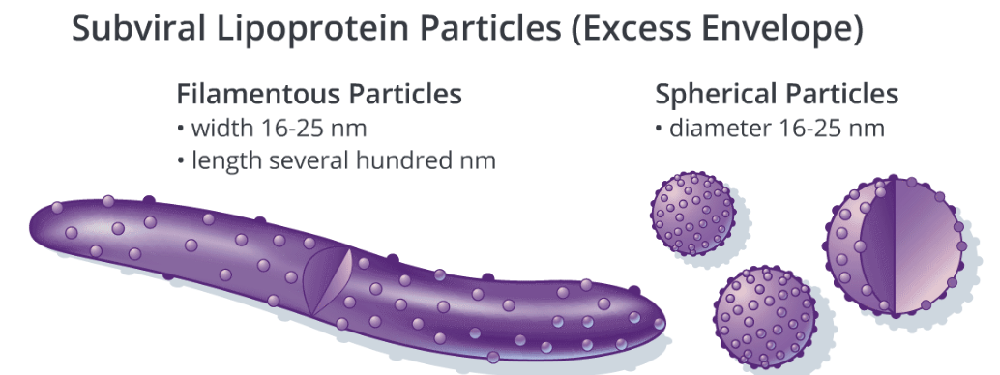 Subviral Lipoprotein Particles (Excess Envelope)
Filamentous Particles
• width 16-25 nm
• length several hundred nm
Spherical Particles
• diameter 16-25 nm